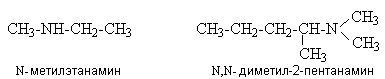 CH₃-NH-CH₂-CH₃
N-метилэтанамин
CH₃
CH₃-CH₂-CH₂-CH-N
CH₃
CH₃
N,N- диметил-2-пентанамин